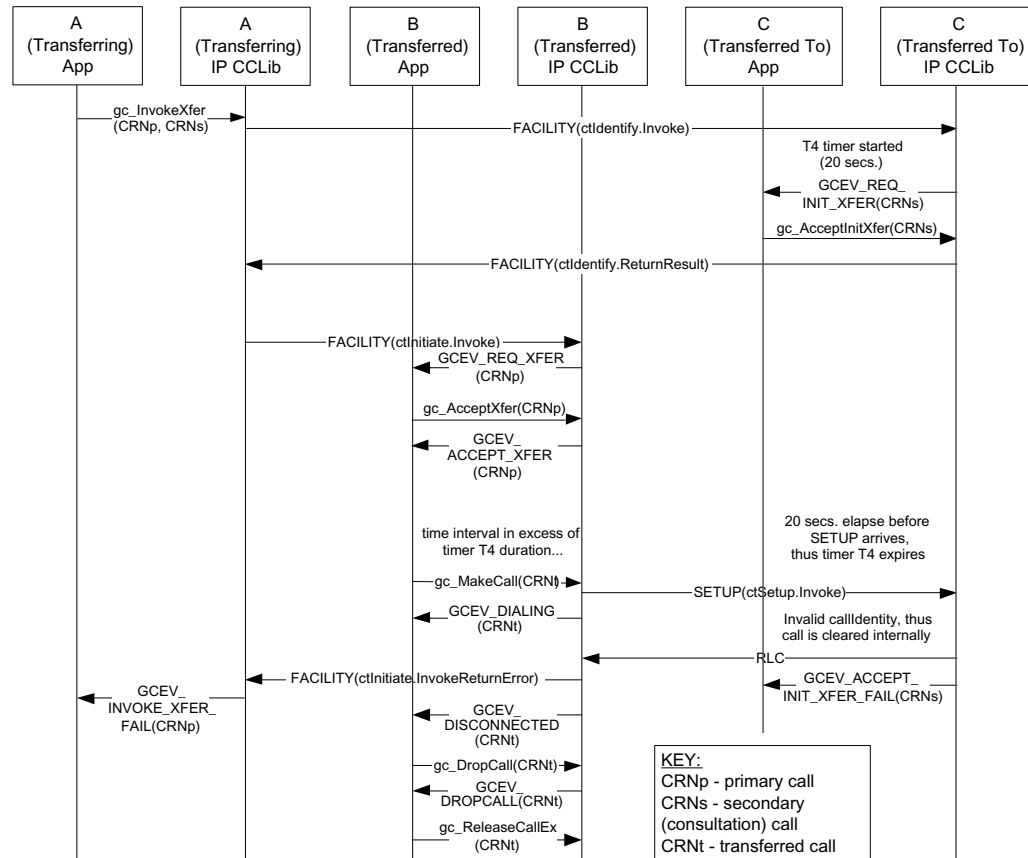 A
(Transferring)
App
A
(Transferring)
IP CCLib
B
(Transferred)
App
B
(Transferred)
IP CCLib
C
(Transferred To)
App
C
(Transferred To)
IP CCLib
gc_InvokeXfer
(CRNp, CRNs)
FACILITY(ctIdentify.Invoke)
T4 timer started
(20 secs.)
GCEV_REQ_
INIT_XFER(CRNs)
gc_AcceptInitXfer(CRNs)
FACILITY(ctIdentify.ReturnResult)
FACILITY(ctInitiate.Invoke)
GCEV_REQ_XFER
(CRNp)
gc_AcceptXfer(CRNp)
GCEV_
ACCEPT_XFER
(CRNp)
time interval in excess of
timer T4 duration...
20 secs. elapse before
SETUP arrives,
thus timer T4 expires
gc_MakeCall(CRNt)
SETUP(ctSetup.Invoke)
GCEV_DIALING
(CRNt)
Invalid callIdentity, thus
call is cleared internally
RLC
FACILITY(ctInitiate.InvokeReturnError)
GCEV_ACCEPT_
INIT_XFER_FAIL(CRNs)
GCEV_
INVOKE_XFER_
FAIL(CRNp)
GCEV_
DISCONNECTED
(CRNt)
gc_DropCall(CRNt)
GCEV_
DROPCALL(CRNt)
gc_ReleaseCallEx
(CRNt)
KEY:
CRNp - primary call
CRNs - secondary
(consultation) call
CRNt - transferred call